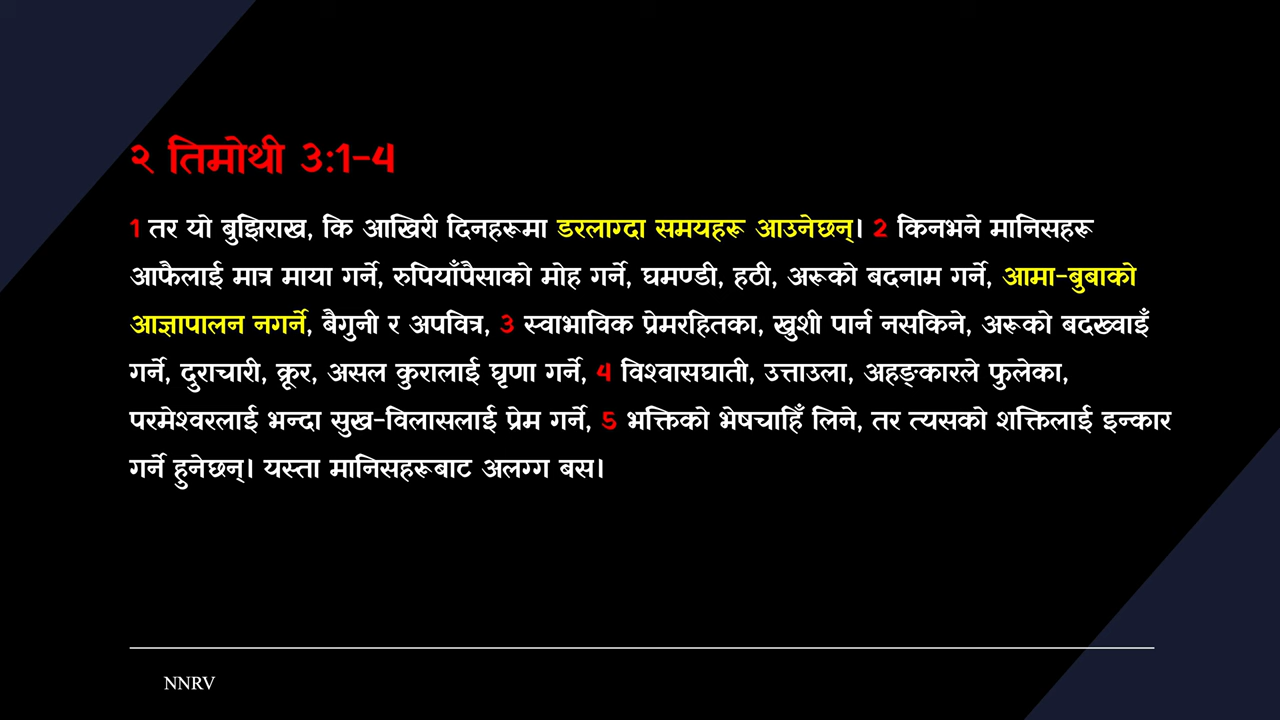 २ तिमोथी 3:1-4
1 तर यो बुझिराख, कि आखिरी दिनहरूमा डरलाग्दा समयहरू आउनेछन्। 2 किनभने मानिसहरू
आफैलाई मात्र माया गर्ने, रुपियाँपैसाको मोह गर्ने, घमण्डी, हठी, अरूको बदनाम गर्ने, आमा-बुबाको
आज्ञापालन नगर्ने, बैगुनी र अपवित्र, 3 स्वाभाविक प्रेमरहितका, खुशी पार्न नसकिने, अरूको बदख्वाइँ
गर्ने, दुराचारी, क्रूर, असल कुरालाई घृणा गर्ने, 4 विश्वासघाती, उत्ताउला, अहङ्कारले फुलेका,
परमेश्वरलाई भन्दा सुख-विलासलाई प्रेम गर्ने, 5 भक्तिको भेषचाहिँ लिने, तर त्यसको शक्तिलाई इन्कार
गर्ने हुनेछन्। यस्ता मानिसहरूबाट अलग्ग बस।
NNRV